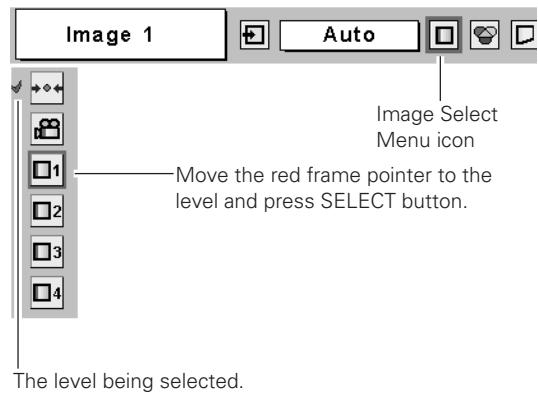 Image 1
Auto
Image Select
Menu icon
Move the red frame pointer to the
level and press SELECT button.
1
2
3
4
The level being selected.